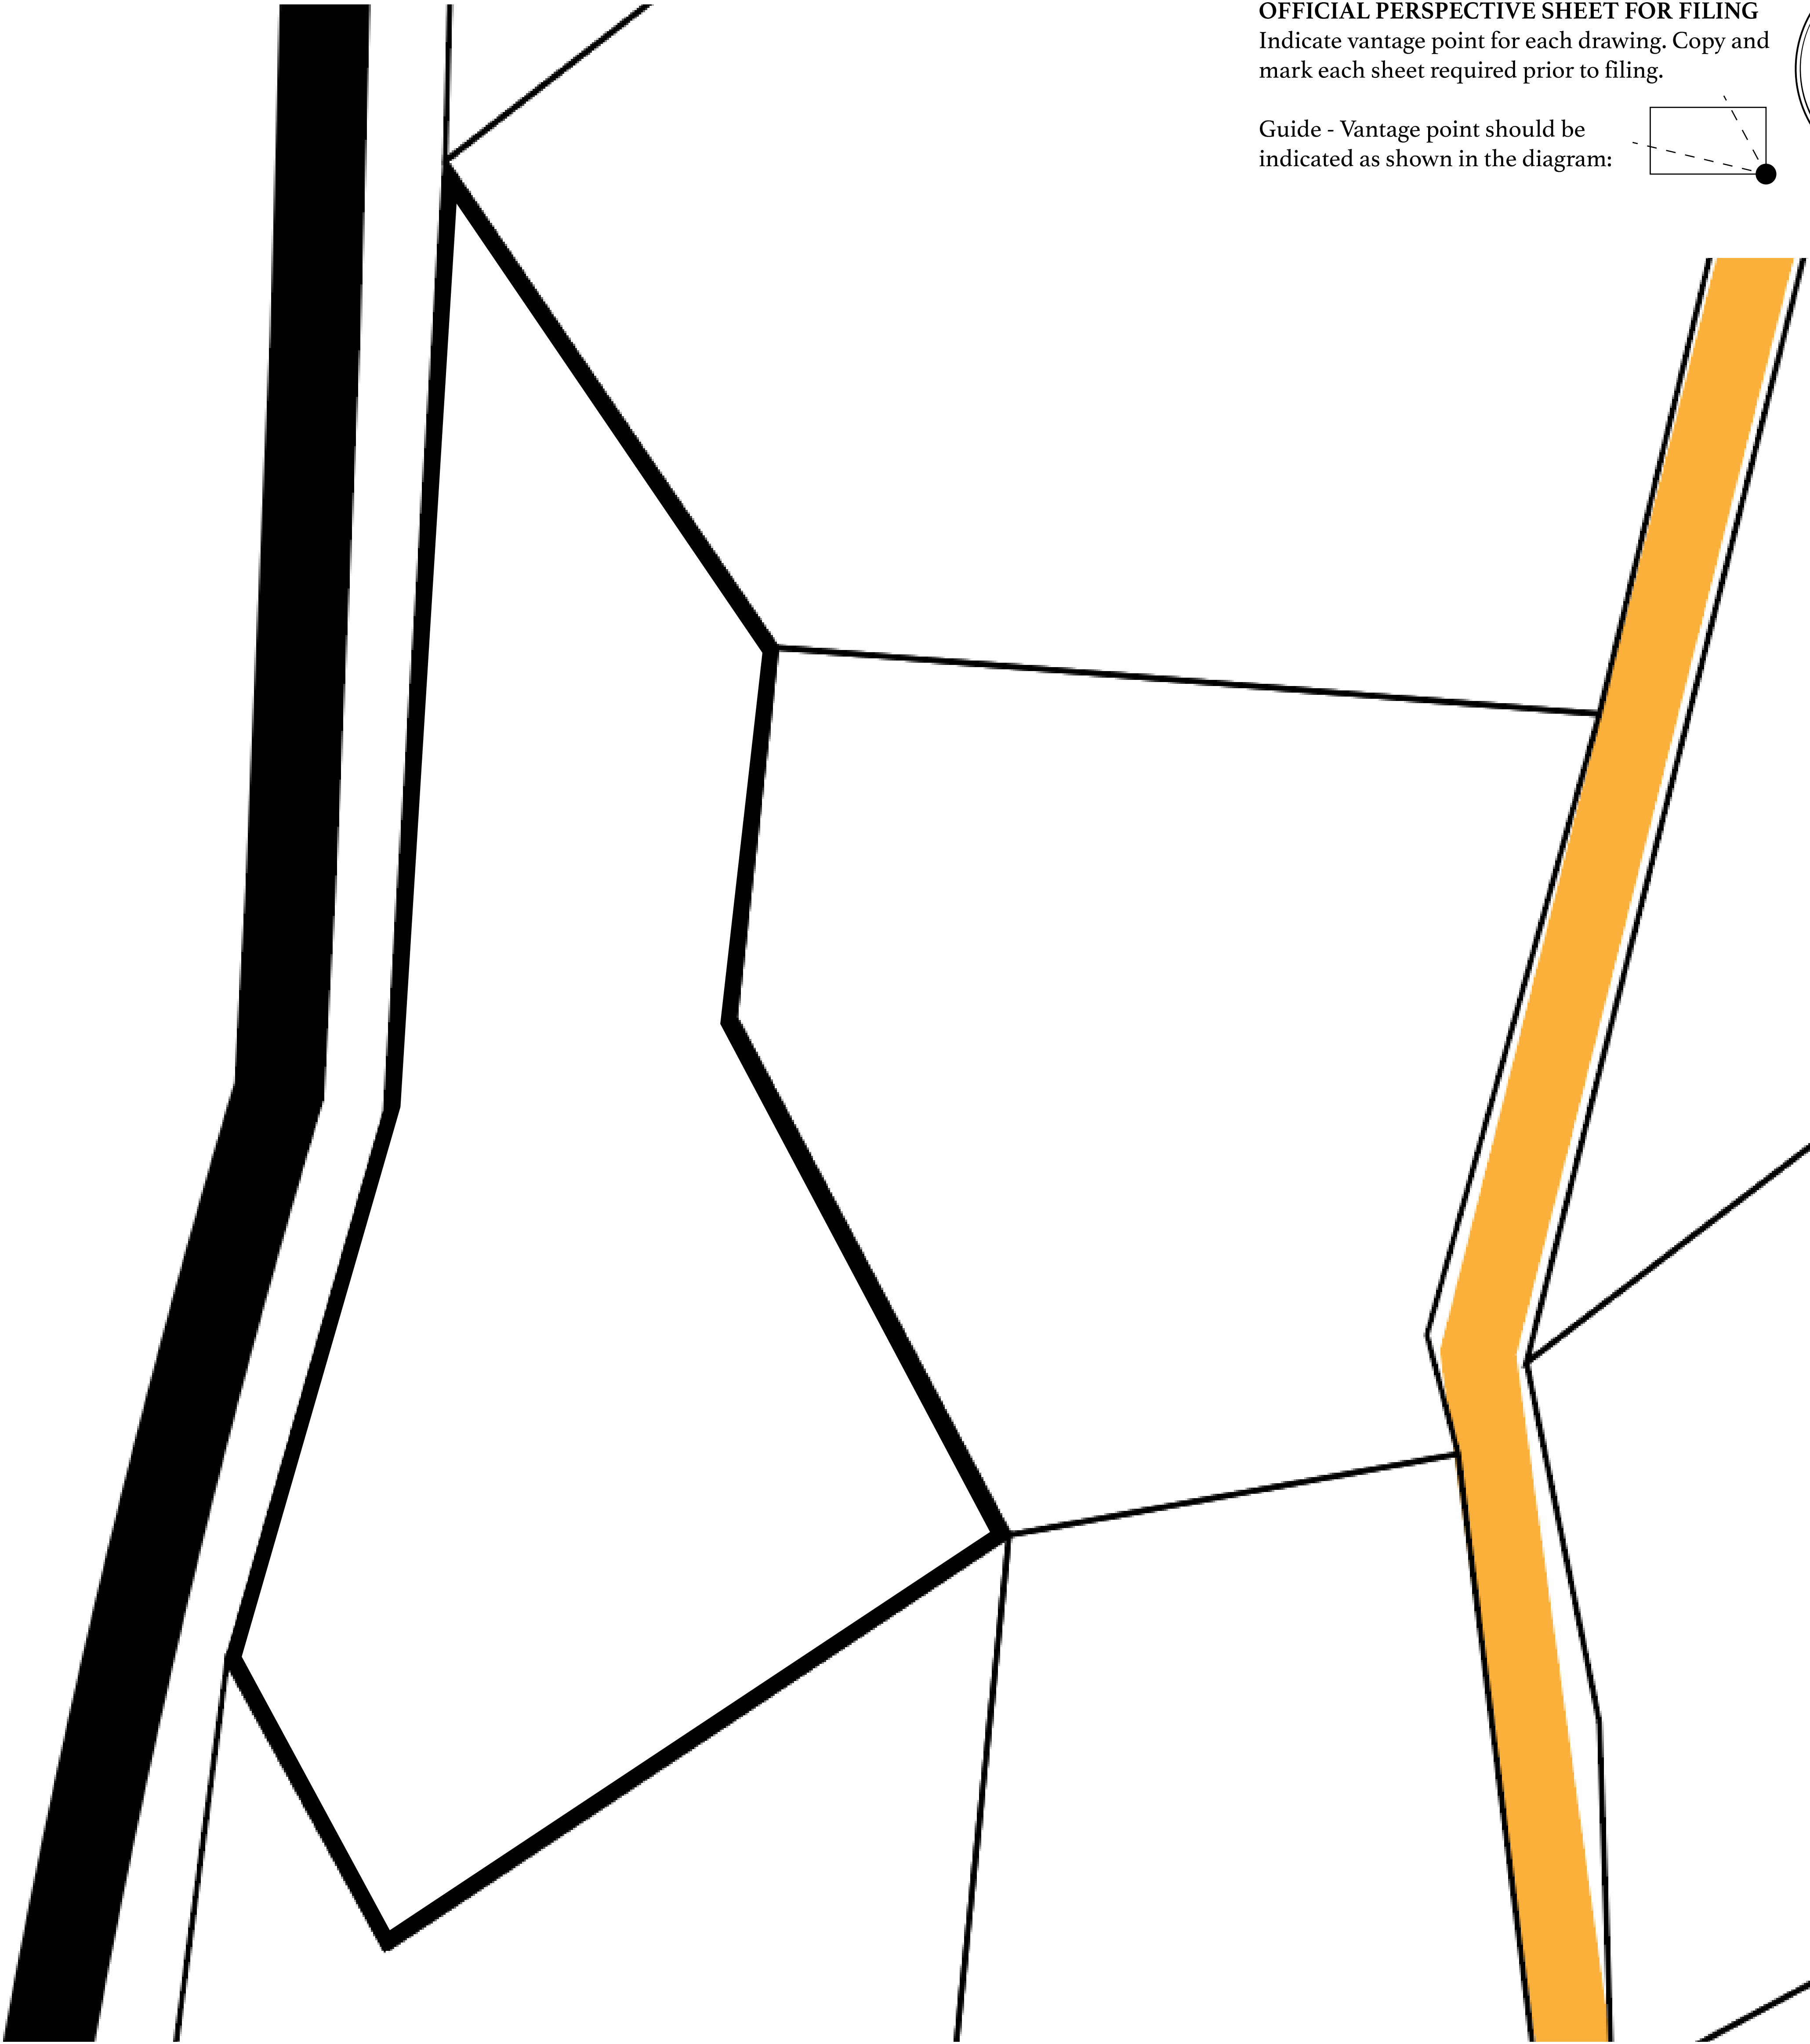 OFFICIAL PERSPECTIVE SHEET FOR FILING
Indicate vantage point for each drawing. Copy and
mark each sheet required prior to filing.
Guide - Vantage point should be
indicated as shown in the diagram: